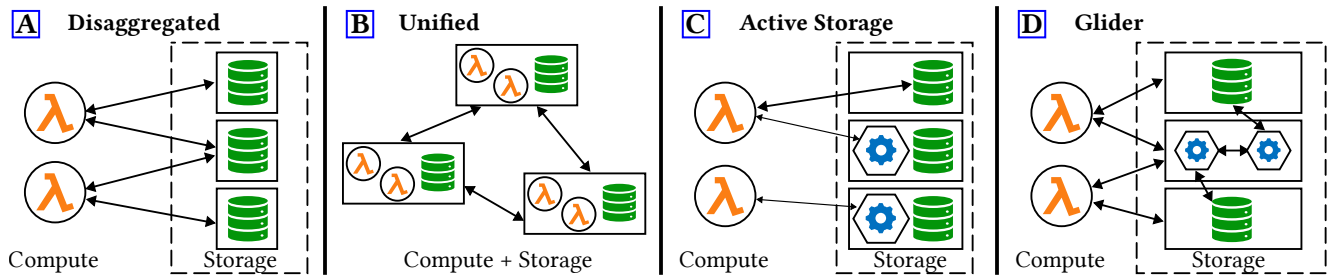 A Disaggregated
λ
λ
Compute Storage
B Unified
λ λ
λ λ
λ λ
Compute + Storage
C Active Storage
λ
λ
Compute Storage
D Glider
λ
λ
Compute Storage